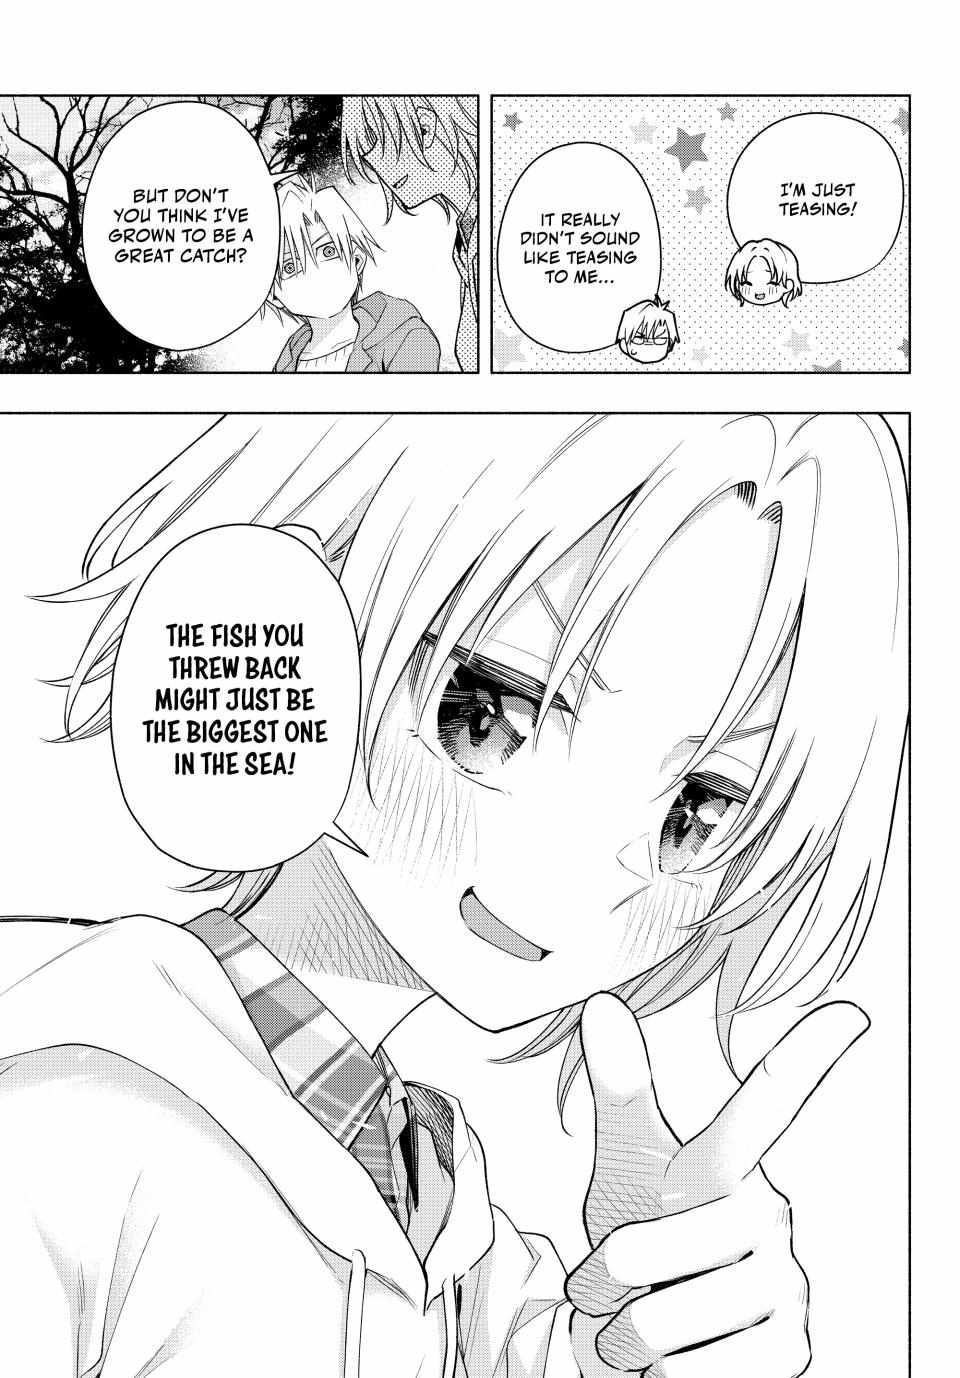 I'M JUST
TEASING!
IT REALLY
DIDN'T SOUND
LIKE TEASING
TO ME...
BUT DON'T
YOU THINK I'VE
GROWN TO BE A
GREAT CATCH?
THE FISH YOU
THREW BACK
MIGHT JUST BE
THE BIGGEST ONE
IN THE SEA!